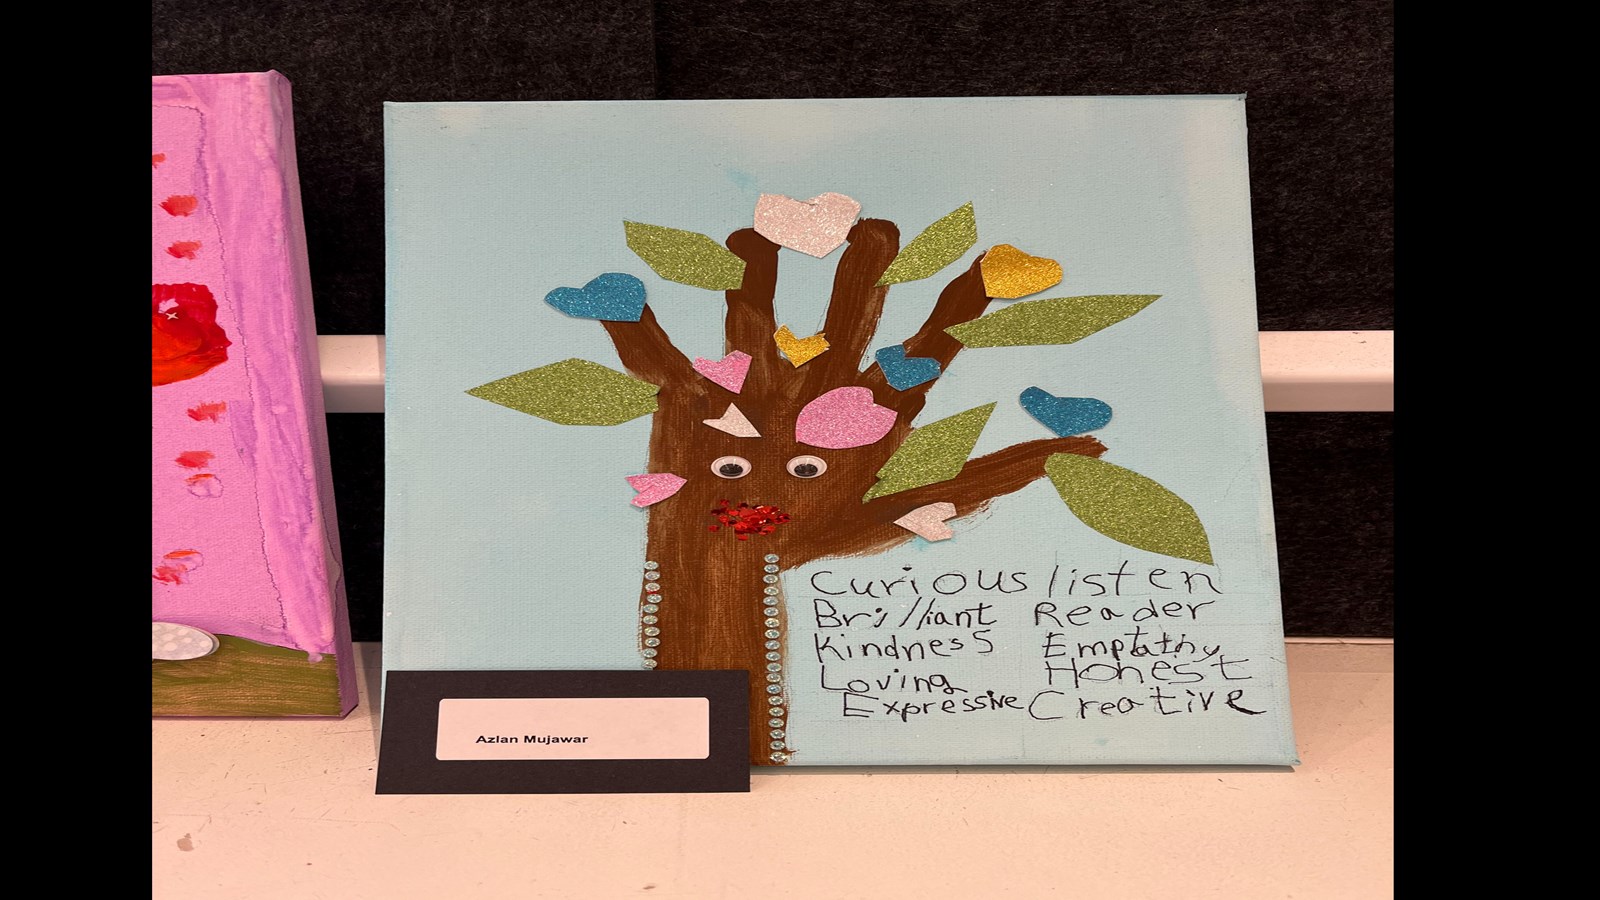 Curious listen
Brilliant Reader
Kindness Empathy
Loving Honest
Expressive Creative
Azlan Mujawar